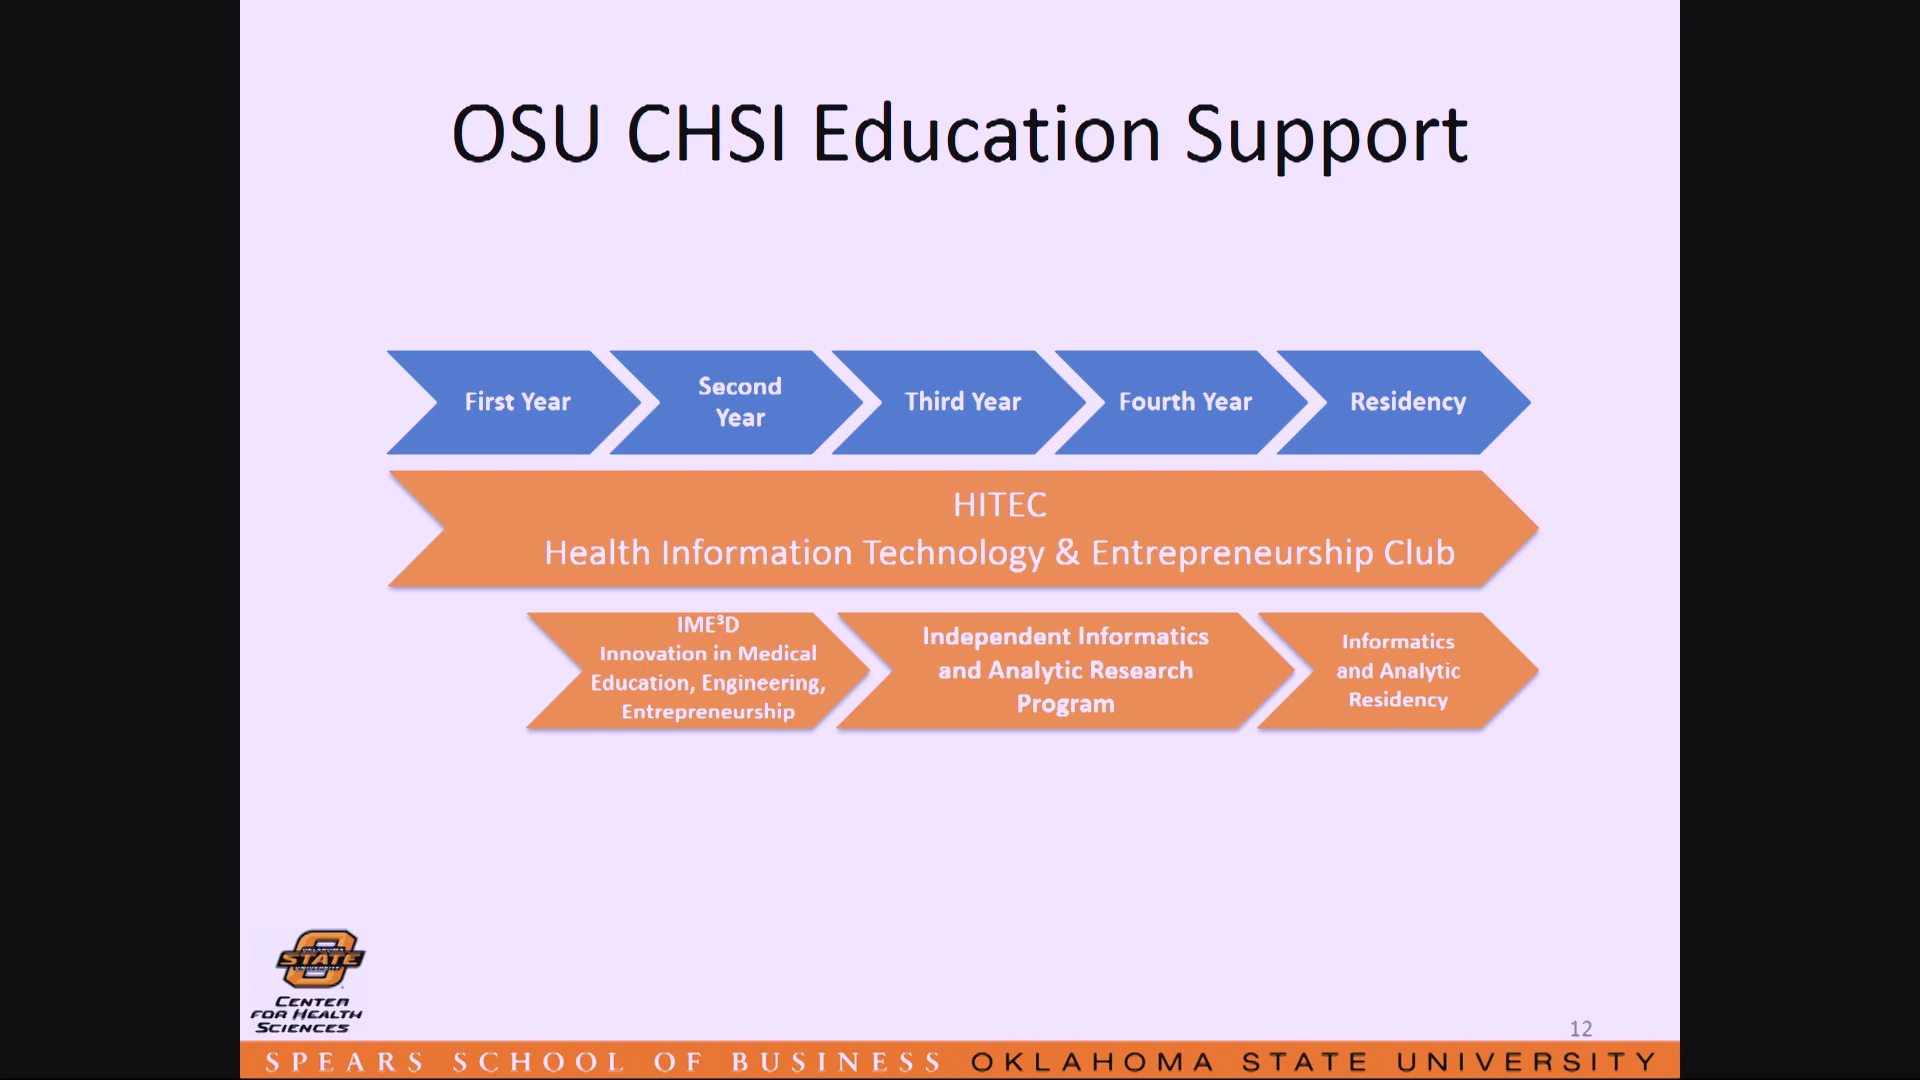 OSU CHSI Education Support
First Year
Second
Year
Third Year
Fourth Year
Residency
HITEC
Health Information Technology & Entrepreneurship Club
IME³D
Innovation in Medical
Education, Engineering,
Entrepreneurship
Independent Informatics
and Analytic Research
Program
Informatics
and Analytic
Residency
OKLAHOMA
STATE
UNIVERSITY
CENTER
FOR HEALTH
SCIENCES
12
SPEARS SCHOOL OF BUSINESS OKLAHOMA STATE UNIVERSITY